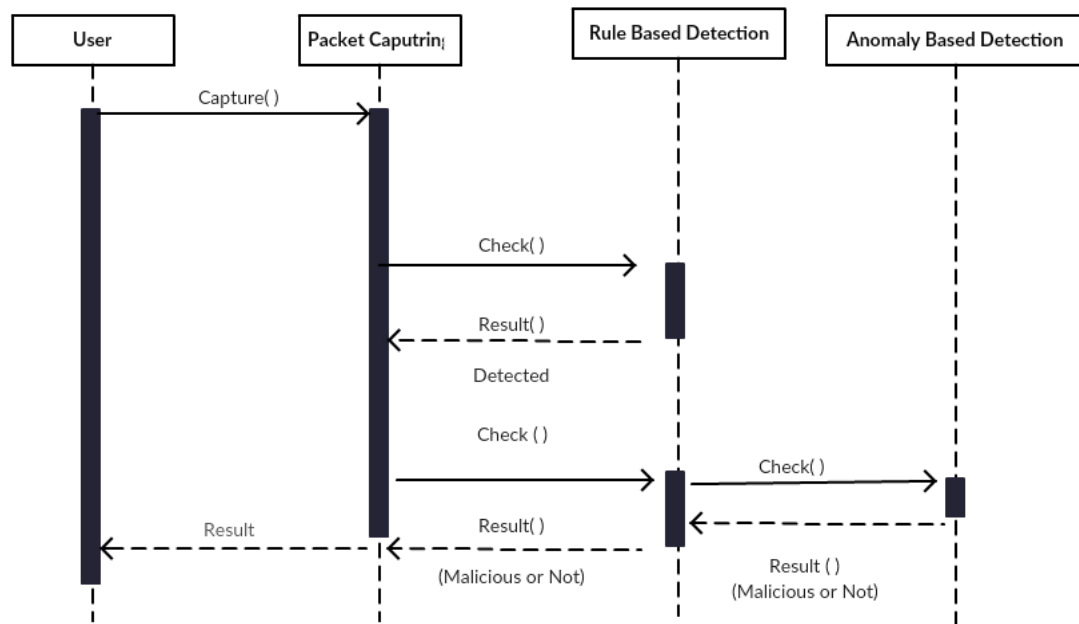 User
Packet Caputring
Rule Based Detection
Anomaly Based Detection
Capture( )
Check( )
Result( )
Detected
Check ( )
Check( )
Result
Result( )
(Malicious or Not)
Result ( )
(Malicious or Not)